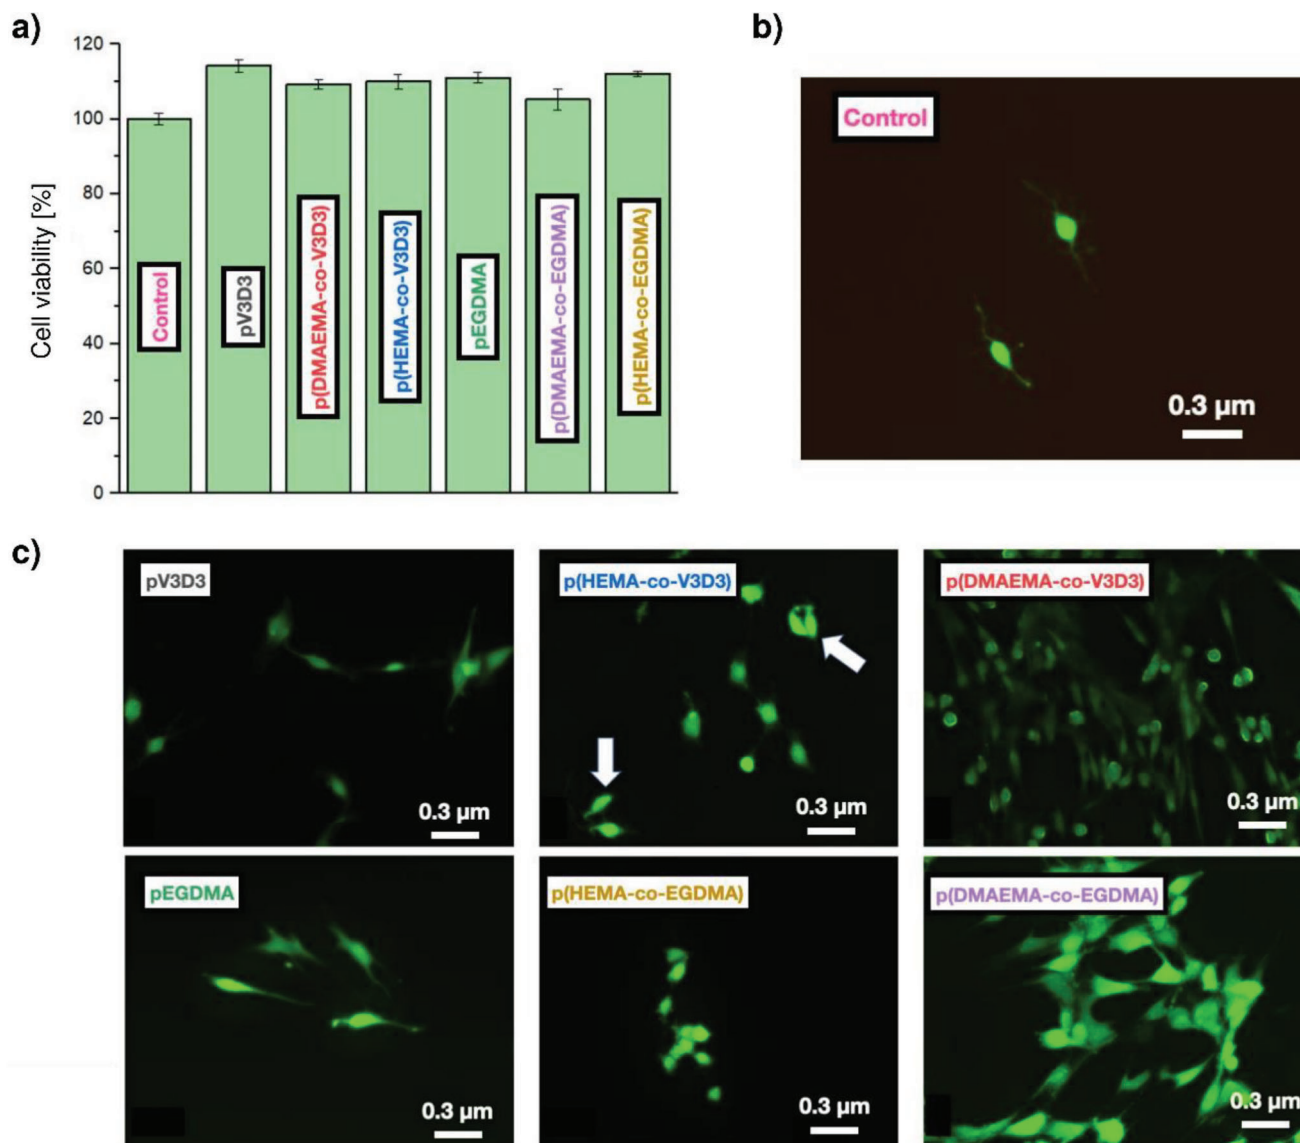 a)
120
100
80
60
40
20
0
Cell viability [%]
Control
pV3D3
p(DMAEMA-co-V3D3)
p(HEMA-co-V3D3)
pEGDMA
p(DMAEMA-co-EGDMA)
p(HEMA-co-EGDMA)
b)
Control
0.3 µm
c)
pV3D3
0.3 µm
p(HEMA-co-V3D3)
0.3 µm
p(DMAEMA-co-V3D3)
0.3 µm
pEGDMA
0.3 µm
p(HEMA-co-EGDMA)
0.3 µm
p(DMAEMA-co-EGDMA)
0.3 µm